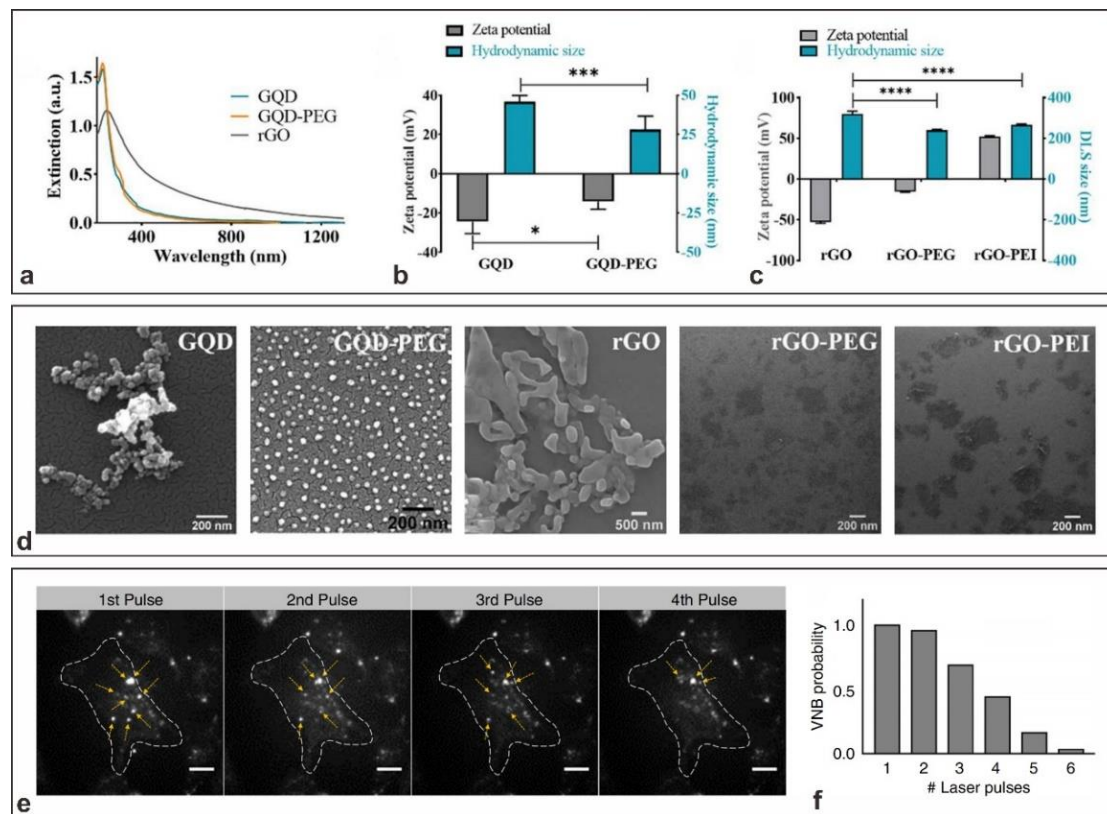 Extinction (a.u.)
1.5
1.0
0.5
0.0
GQD
GQD-PEG
rGO
400
800
1200
Wavelength (nm)
a
Zeta potential
Hydrodynamic size
***
Zeta potential (mV)
40
20
0
-20
-40
50
25
0
-25
-50
Hydrodynamic size (nm)
*
GQD
GQD-PEG
b
Zeta potential
Hydrodynamic size
****
****
Zeta potential (mV)
100
50
0
-50
-100
400
200
0
-200
-400
DLS size (nm)
rGO
rGO-PEG
rGO-PEI
c
GQD
200 nm
GQD-PEG
200 nm
rGO
500 nm
rGO-PEG
200 nm
rGO-PEI
200 nm
d
1st Pulse
2nd Pulse
3rd Pulse
4th Pulse
e
VNB probability
1.0
0.5
0.0
1 2 3 4 5 6
# Laser pulses
f